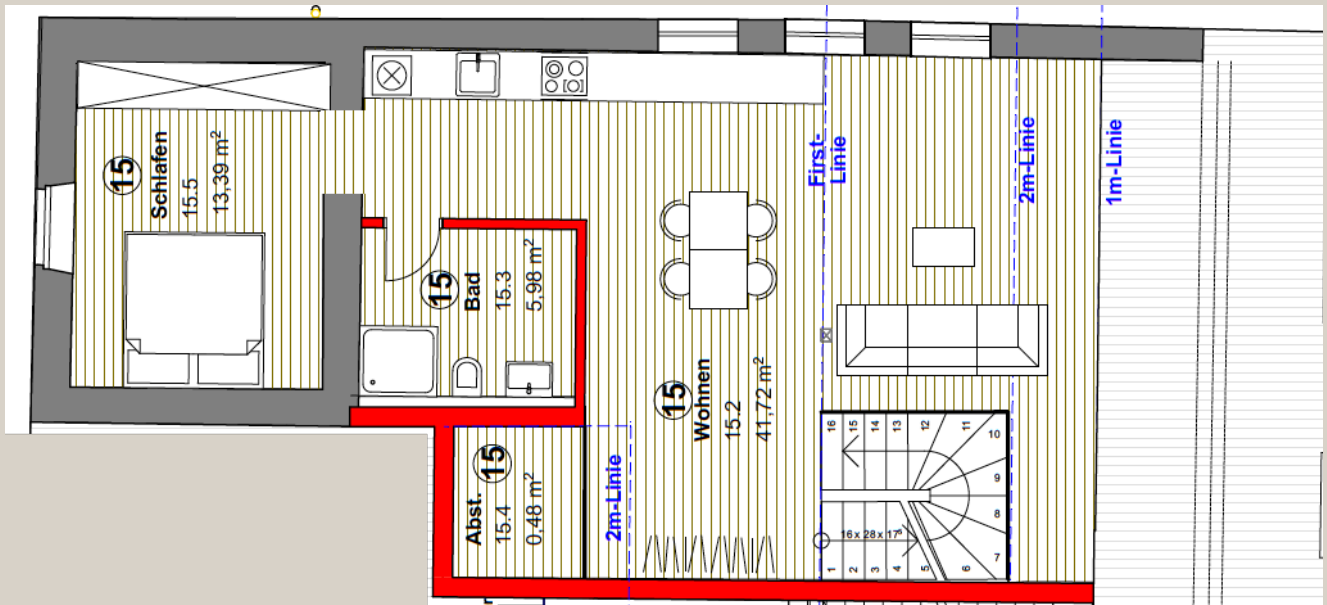 15
Schlafen
15.5
13,39 m²
15
Bad
15.3
5,98 m²
15
Abst.
15.4
0,48 m²
2m-Linie
15
Wohnen
15.2
41,72 m²
First-
Linie
2m-Linie
1m-Linie
16
15
14
13
12
11
10
9
8
7
6
5
4
3
2
1
16 x 28 x 17⁶